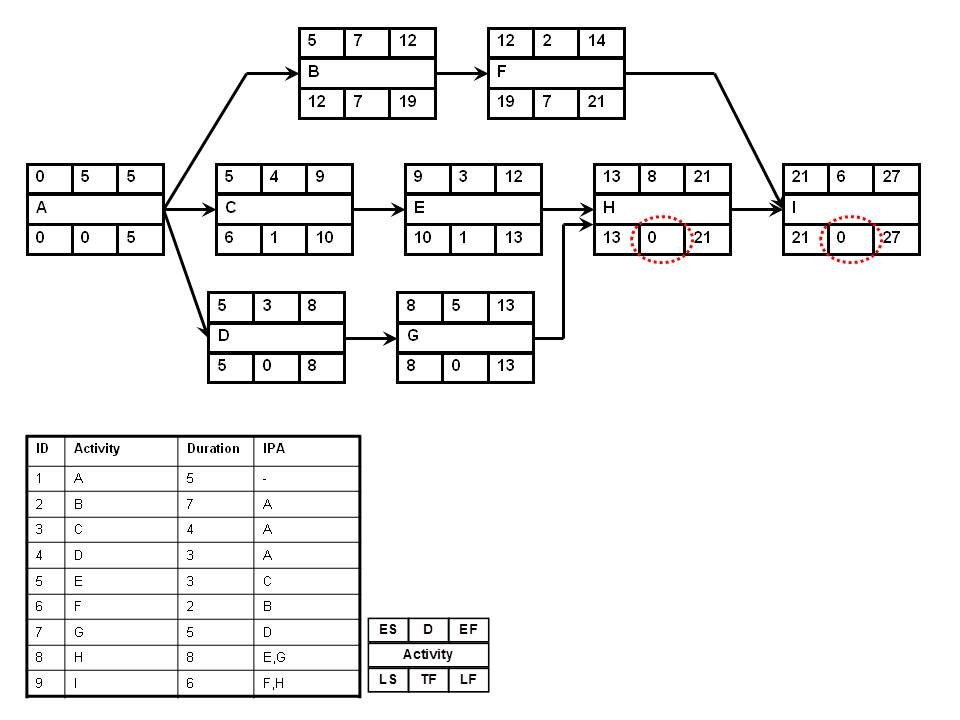 5 7 12
B
12 7 19
12 2 14
F
19 7 21
0 5 5
A
0 0 5
5 4 9
C
6 1 10
9 3 12
E
10 1 13
13 8 21
H
13 0 21
21 6 27
I
21 0 27
5 3 8
D
5 0 8
8 5 13
G
8 0 13
ID Activity Duration IPA
1 A 5 -
2 B 7 A
3 C 4 A
4 D 3 A
5 E 3 C
6 F 2 B
7 G 5 D
8 H 8 E,G
9 I 6 F,H
ES D EF
Activity
LS TF LF